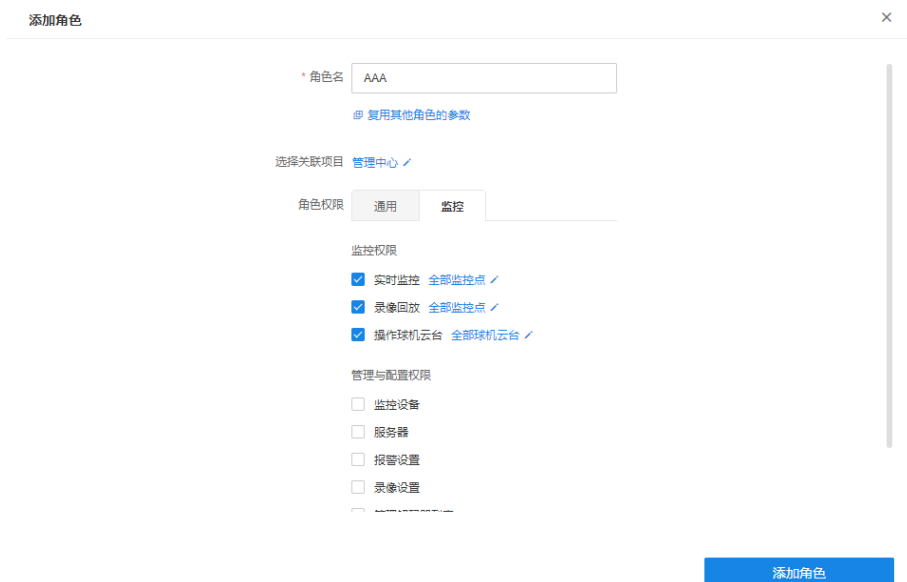 添加角色
* 角色名 AAA
复用其他角色的参数
选择关联项目 管理中心
角色权限 通用 监控
监控权限
实时监控 全部监控点
录像回放 全部监控点
操作球机云台 全部球机云台
管理与配置权限
监控设备
服务器
报警设置
录像设置
添加角色